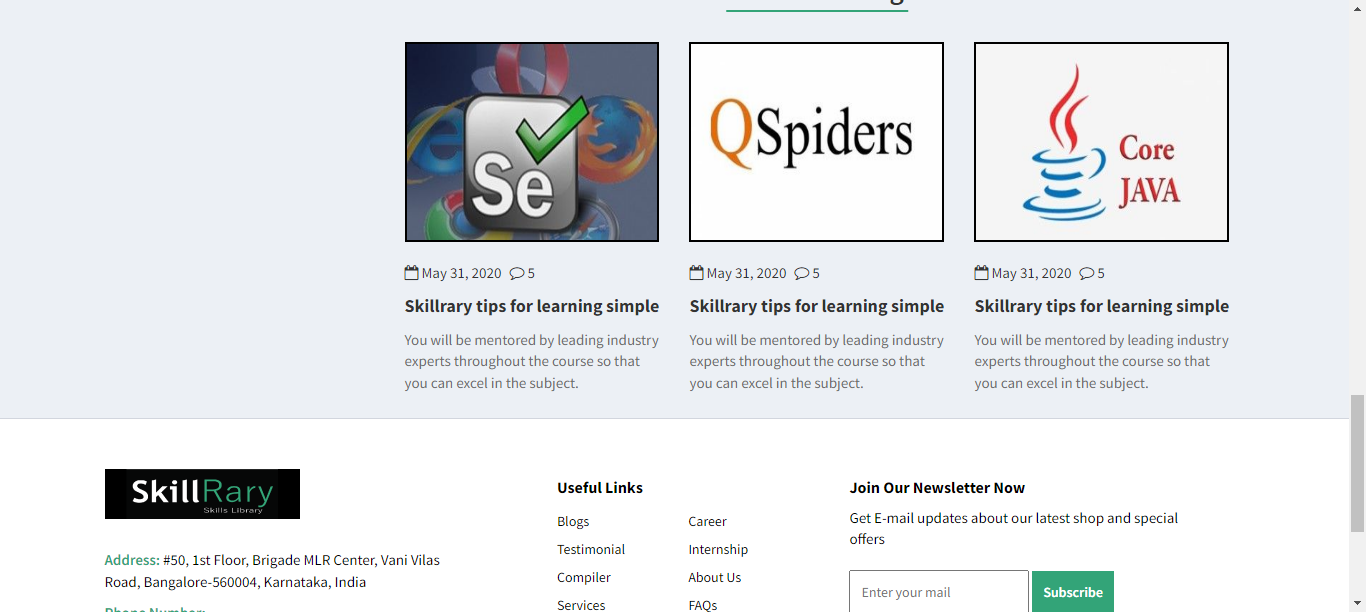 Se
QSpiders
Core
JAVA
May 31, 2020 5
May 31, 2020 5
May 31, 2020 5
Skillrary tips for learning simple
Skillrary tips for learning simple
Skillrary tips for learning simple
You will be mentored by leading industry
experts throughout the course so that
you can excel in the subject.
You will be mentored by leading industry
experts throughout the course so that
you can excel in the subject.
You will be mentored by leading industry
experts throughout the course so that
you can excel in the subject.
SkillRary
Skills Library
Address: #50, 1st Floor, Brigade MLR Center, Vani Vilas
Road, Bangalore-560004, Karnataka, India
Phone Number:
Useful Links
Blogs
Testimonial
Compiler
Services
Career
Internship
About Us
FAQs
Join Our Newsletter Now
Get E-mail updates about our latest shop and special
offers
Enter your mail
Subscribe